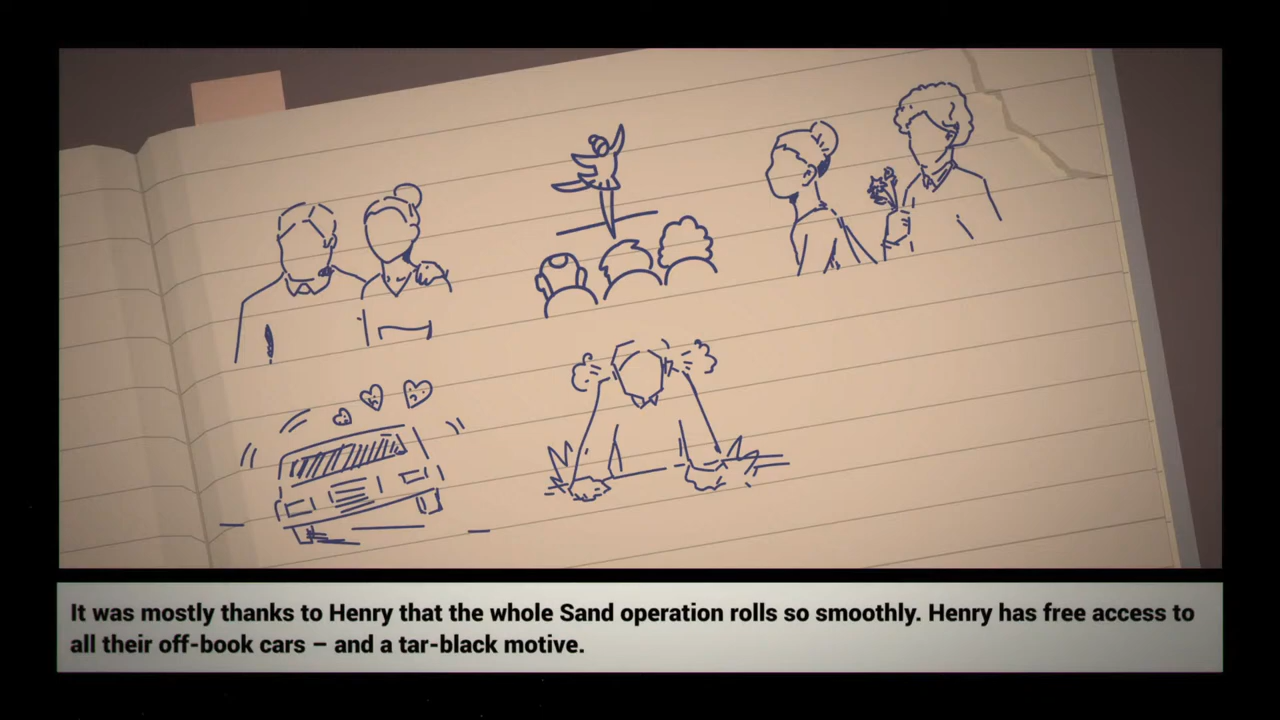 It was mostly thanks to Henry that the whole Sand operation rolls so smoothly. Henry has free access to
all their off-book cars – and a tar-black motive.